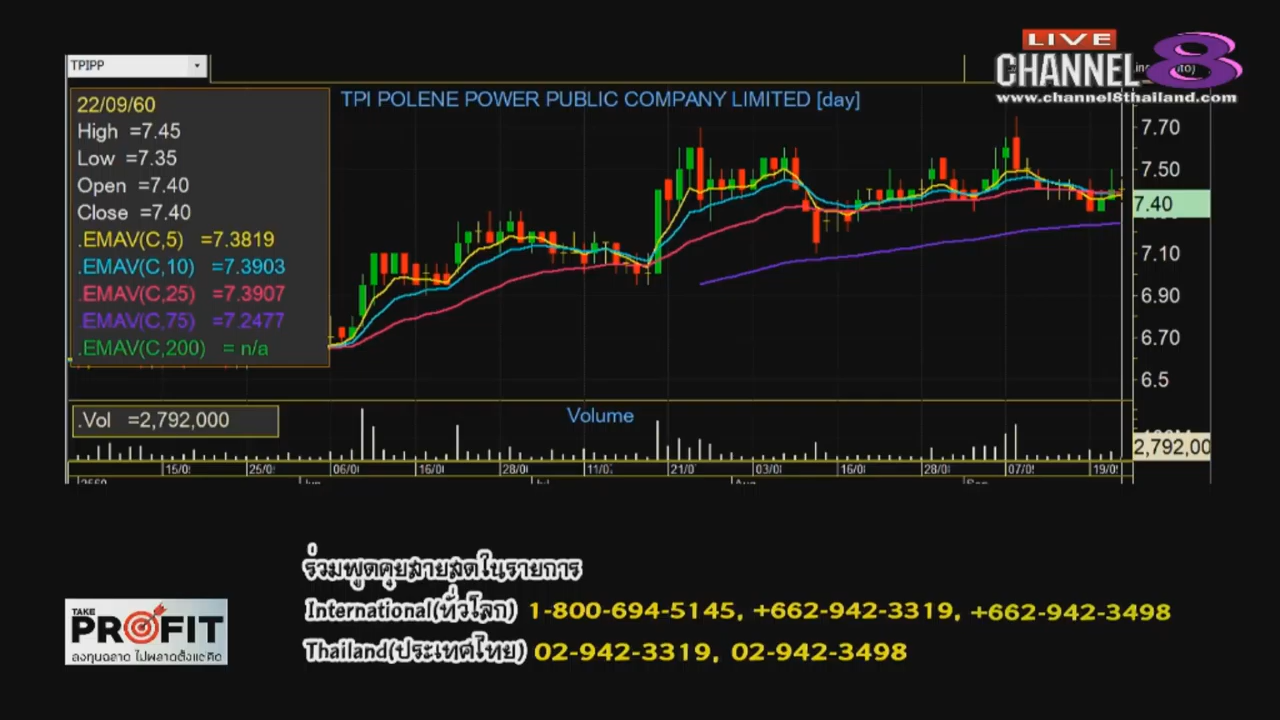 TPIPP
LIVE
CHANNEL 8
www.channel8thailand.com
22/09/60
High =7.45
Low =7.35
Open =7.40
Close =7.40
.EMAV(C,5) =7.3819
.EMAV(C,10) =7.3903
.EMAV(C,25) =7.3907
.EMAV(C,75) =7.2477
.EMAV(C,200) = n/a
TPI POLENE POWER PUBLIC COMPANY LIMITED [day]
7.70
7.50
7.40
7.10
6.90
6.70
6.5
.Vol =2,792,000
Volume
2,792,00
15/0 25/0 06/0 16/0 28/0 11/0 21/0 03/0 16/0 28/0 07/0 19/0
ร่วมพูดคุยสายสดในรายการ
International(ทั่วโลก) 1-800-694-5145, +662-942-3319, +662-942-3498
Thailand(ประเทศไทย) 02-942-3319, 02-942-3498
TAKE
PROFIT
ลงทุนฉลาด ไม่พลาดตั้งแต่คิด